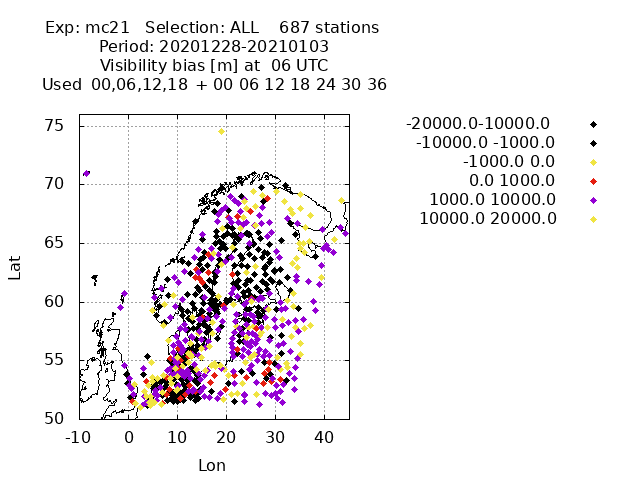 Exp: mc21 Selection: ALL 687 stations
Period: 20201228-20210103
Visibility bias [m] at 06 UTC
Used 00,06,12,18 + 00 06 12 18 24 30 36
-20000.0-10000.0
-10000.0 -1000.0
-1000.0 0.0
0.0 1000.0
1000.0 10000.0
10000.0 20000.0
75
70
65
60
55
50
-10 0 10 20 30 40
Lat
Lon